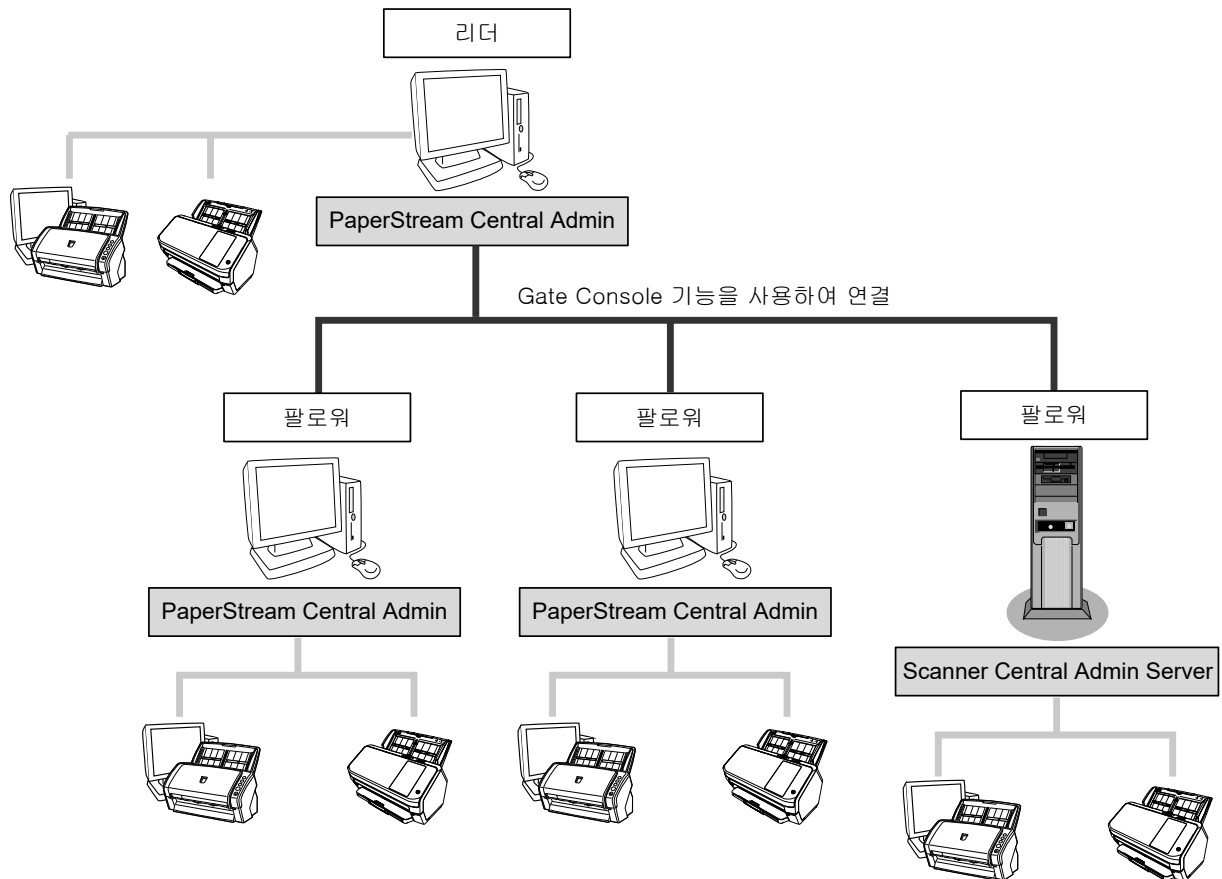 리더
PaperStream Central Admin
Gate Console 기능을 사용하여 연결
팔로워
팔로워
팔로워
PaperStream Central Admin
PaperStream Central Admin
Scanner Central Admin Server